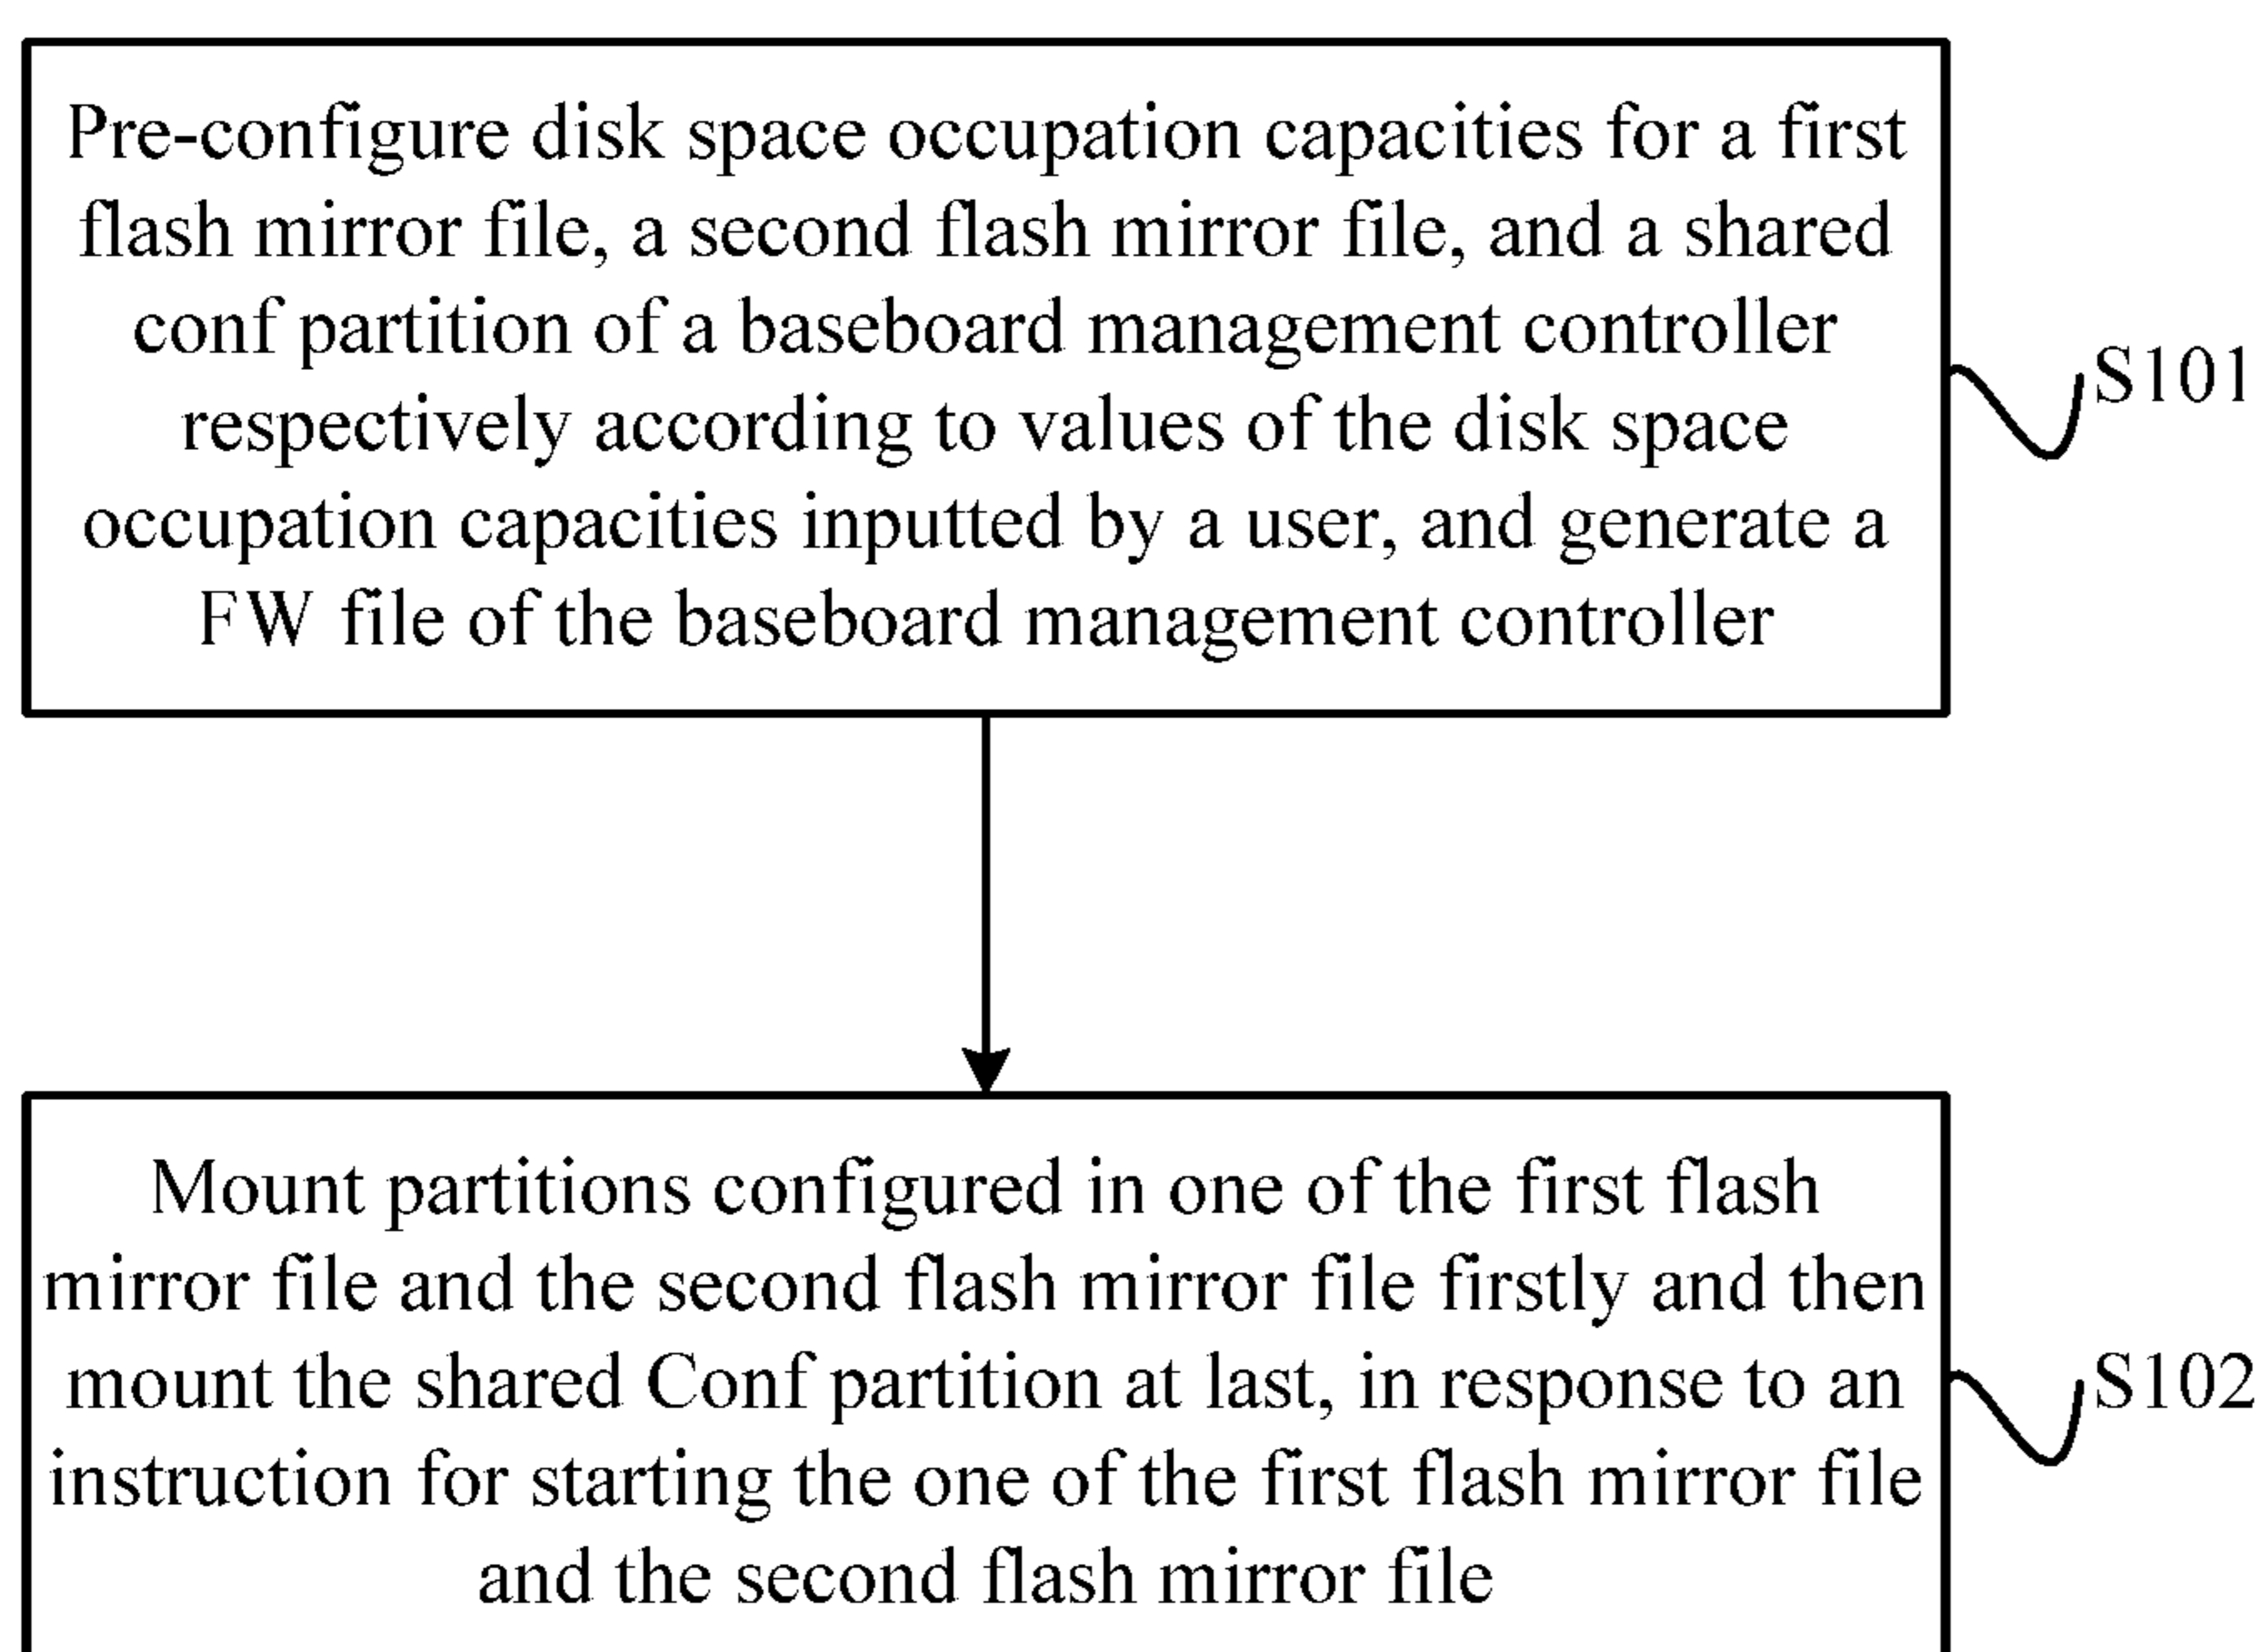 Pre-configure disk space occupation capacities for a first
flash mirror file, a second flash mirror file, and a shared
conf partition of a baseboard management controller
respectively according to values of the disk space
occupation capacities inputted by a user, and generate a
FW file of the baseboard management controller
S101
Mount partitions configured in one of the first flash
mirror file and the second flash mirror file firstly and then
mount the shared Conf partition at last, in response to an
instruction for starting the one of the first flash mirror file
and the second flash mirror file
S102